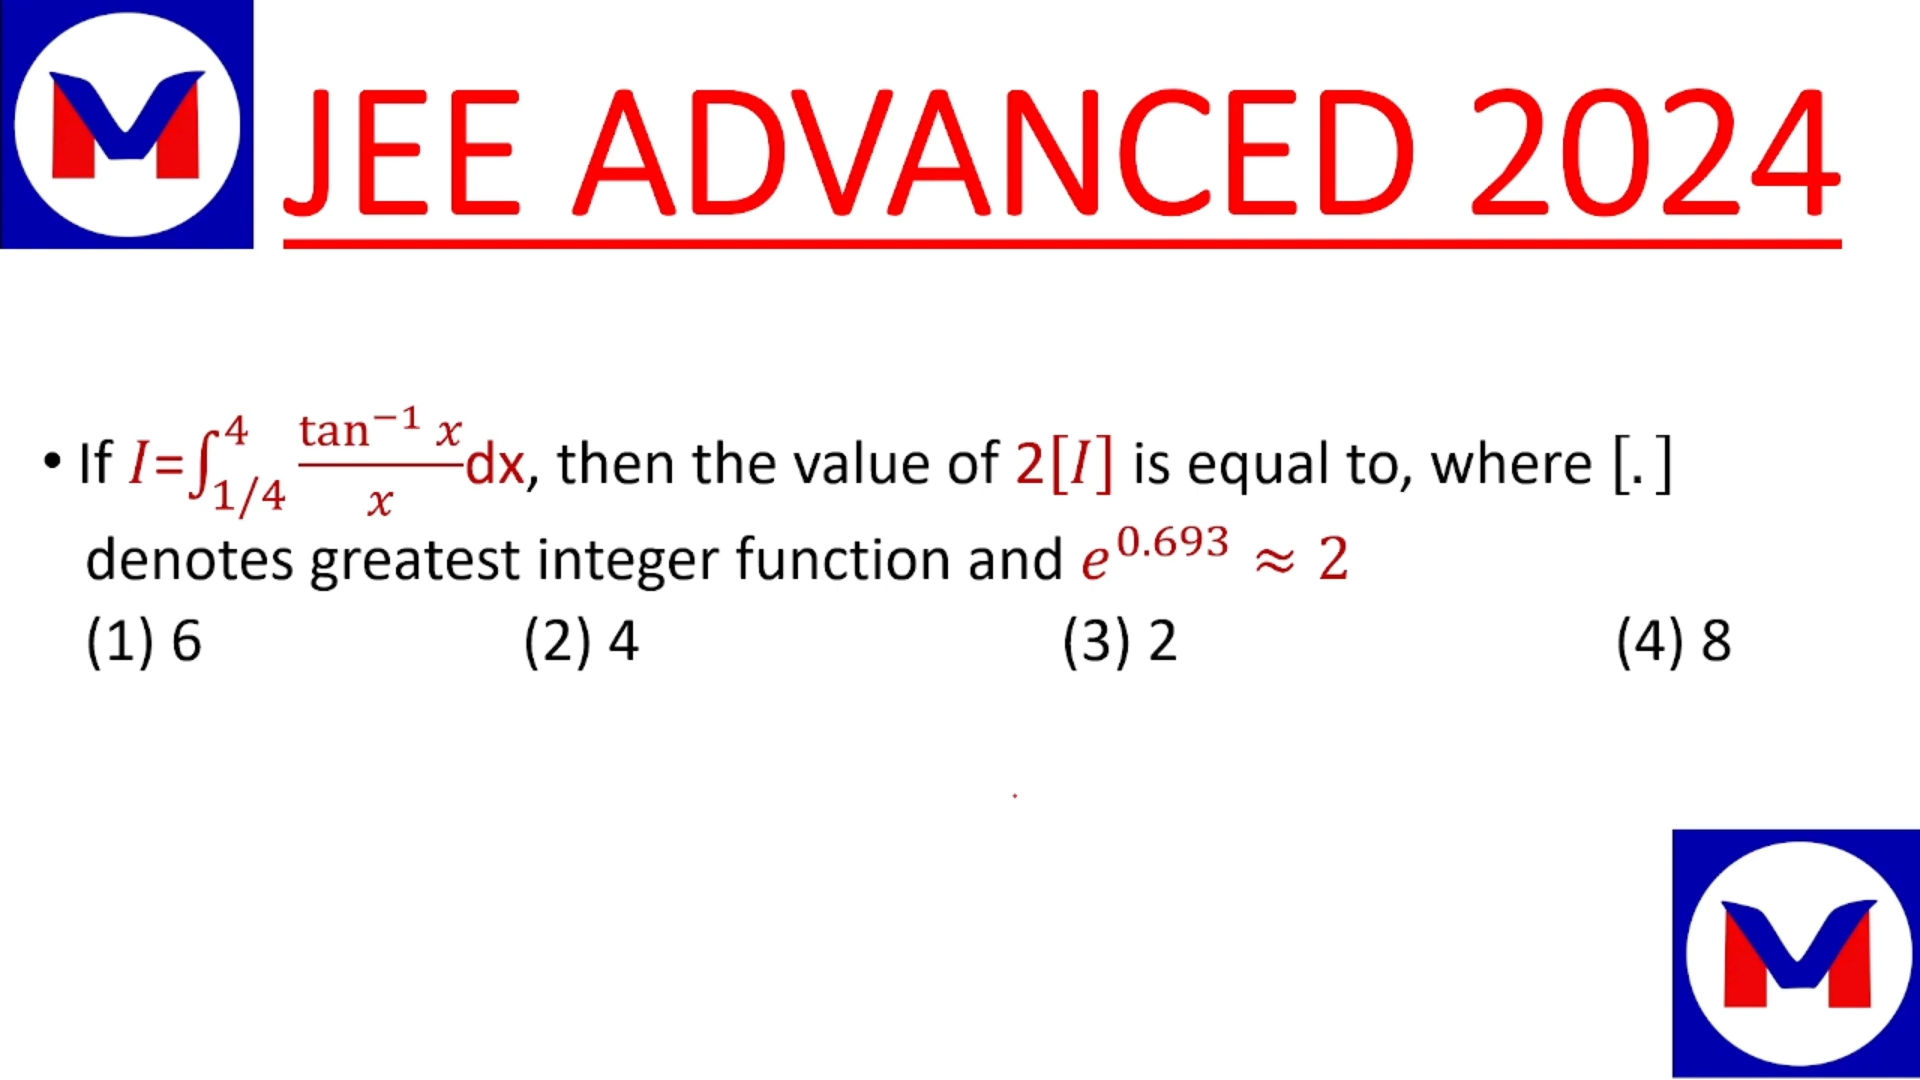 JEE ADVANCED 2024
• If I=∫_{1/4}^{4} \frac{tan⁻¹ x}{x}dx, then the value of 2[I] is equal to, where [.]
denotes greatest integer function and e^{0.693} ≈ 2
(1) 6 (2) 4 (3) 2 (4) 8